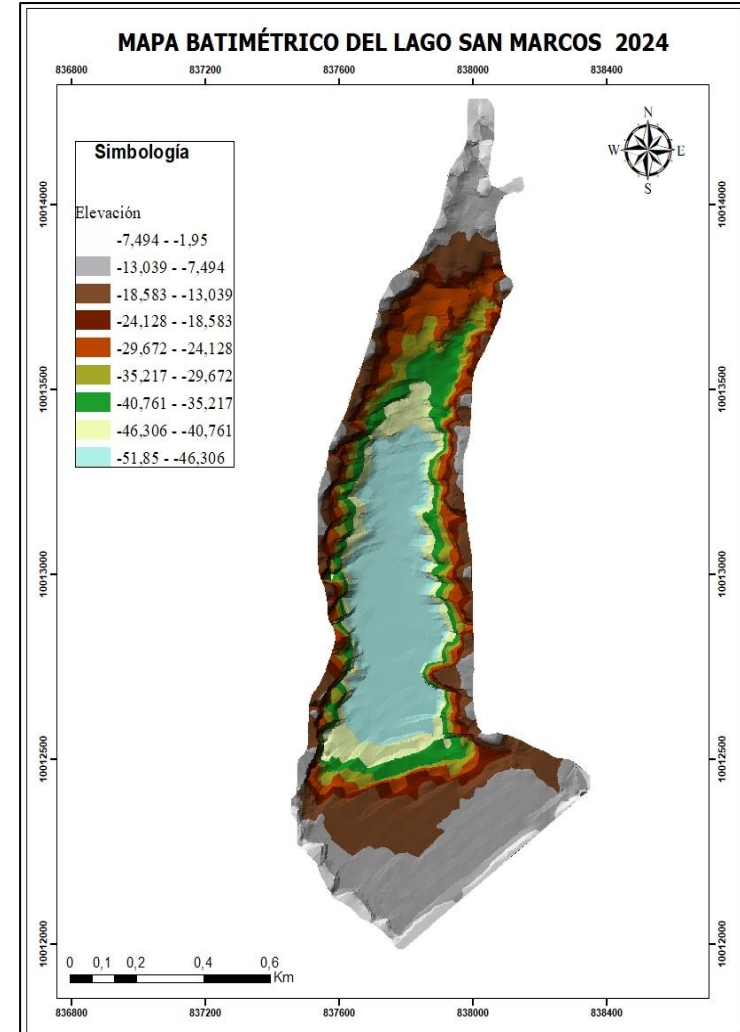 MAPA BATIMÉTRICO DEL LAGO SAN MARCOS 2024
836800 837200 837600 838000 838400
N
W E
S
Simbología
Elevación
-7,494 - -1,95
-13,039 - -7,494
-18,583 - -13,039
-24,128 - -18,583
-29,672 - -24,128
-35,217 - -29,672
-40,761 - -35,217
-46,306 - -40,761
-51,85 - -46,306
10014000 10014000
10013500 10013500
10013000 10013000
10012500 10012500
10012000 10012000
0 0,1 0,2 0,4 0,6
Km
836800 837200 837600 838000 838400